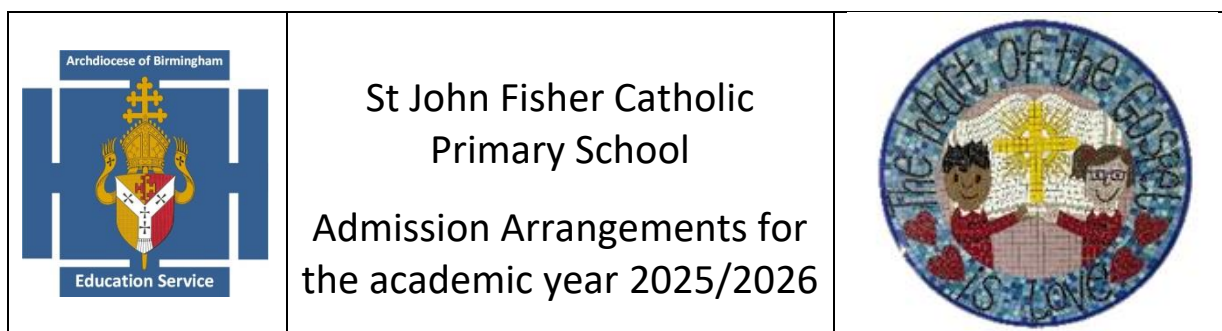 Archdiocese of Birmingham
Education Service
St John Fisher Catholic
Primary School
Admission Arrangements for
the academic year 2025/2026
The heart Of the Gospel
IS LOVE